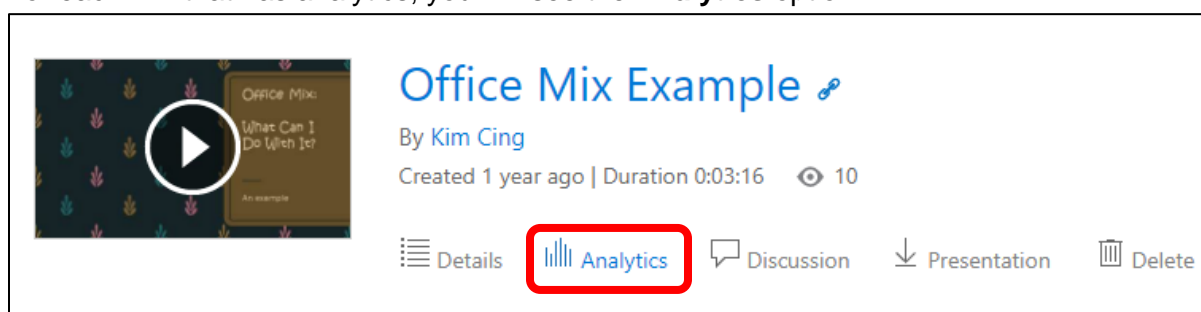 Office Mix Example
By Kim Cing
Created 1 year ago | Duration 0:03:16 10
Details Analytics Discussion Presentation Delete
Office Mix:
What Can I
Do With It?
An example